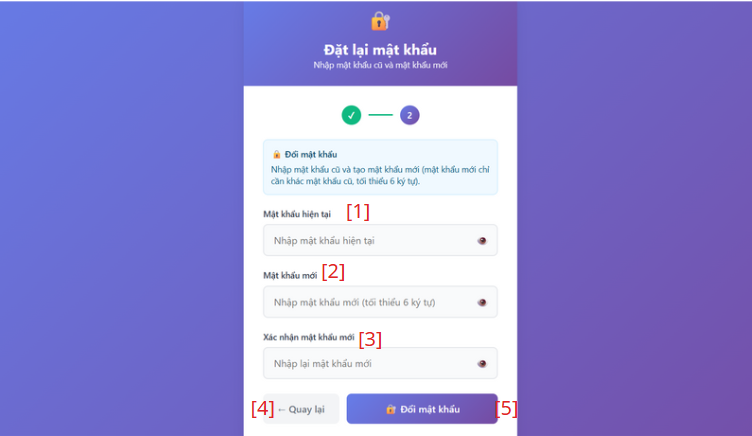 Đặt lại mật khẩu
Nhập mật khẩu cũ và mật khẩu mới
✓ 2
Đổi mật khẩu
Nhập mật khẩu cũ và tạo mật khẩu mới (mật khẩu mới chỉ
cần khác mật khẩu cũ, tối thiểu 6 ký tự).
Mật khẩu hiện tại [1]
Nhập mật khẩu hiện tại
Mật khẩu mới [2]
Nhập mật khẩu mới (tối thiểu 6 ký tự)
Xác nhận mật khẩu mới [3]
Nhập lại mật khẩu mới
[4] ← Quay lại Đổi mật khẩu [5]